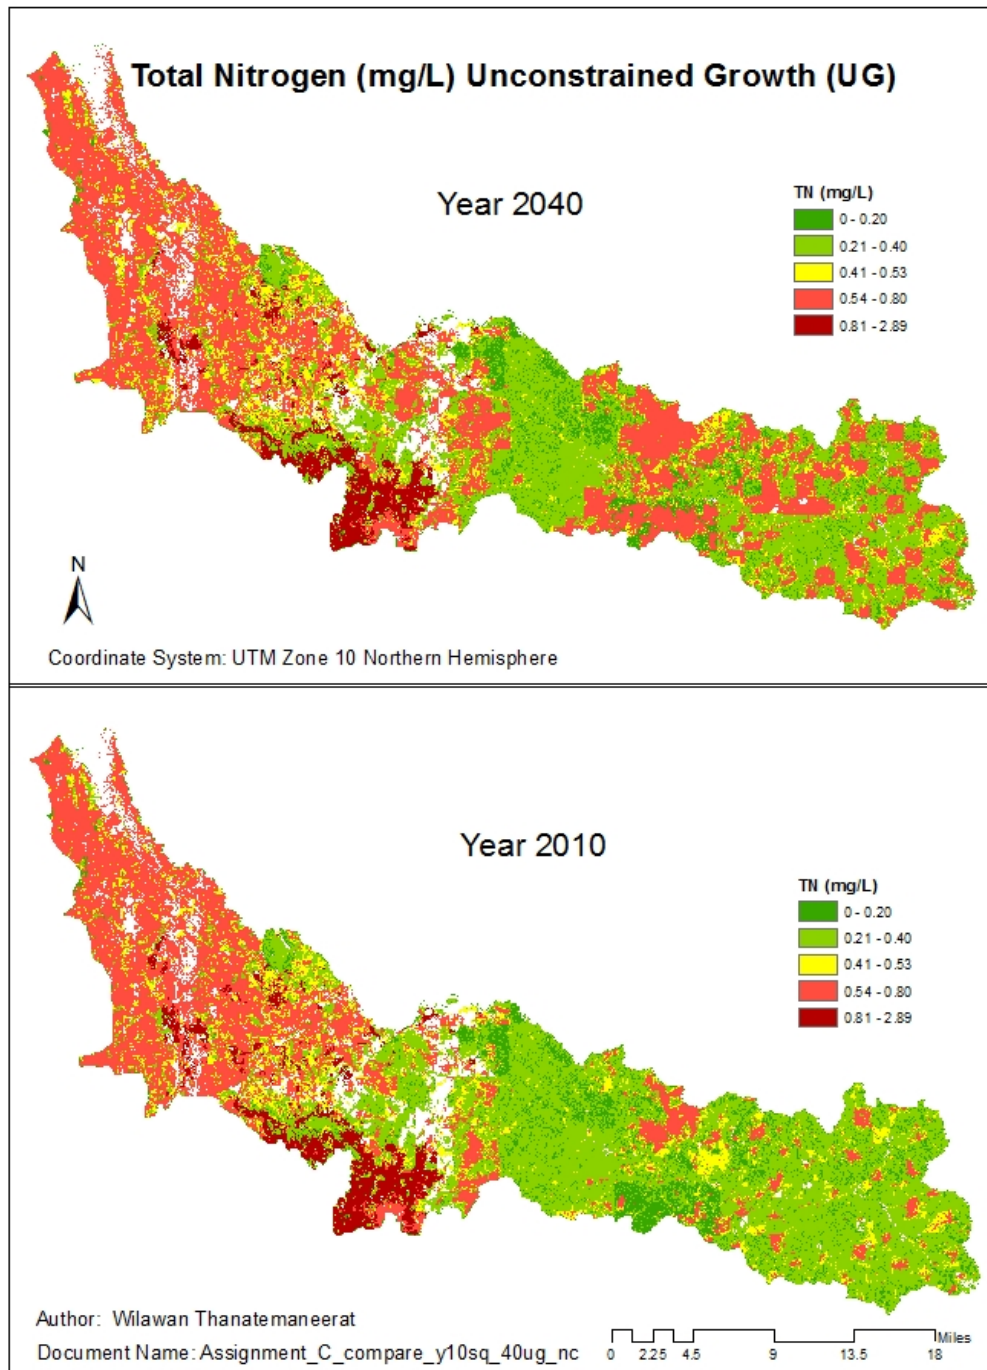 Total Nitrogen (mg/L) Unconstrained Growth (UG)
Year 2040
TN (mg/L)
0 - 0.20
0.21 - 0.40
0.41 - 0.53
0.54 - 0.80
0.81 - 2.89
N
Coordinate System: UTM Zone 10 Northern Hemisphere
Year 2010
TN (mg/L)
0 - 0.20
0.21 - 0.40
0.41 - 0.53
0.54 - 0.80
0.81 - 2.89
Author: Wilawan Thanatemaneerat
Document Name: Assignment_C_compare_y10sq_40ug_nc
Miles
0 2.25 4.5 9 13.5 18